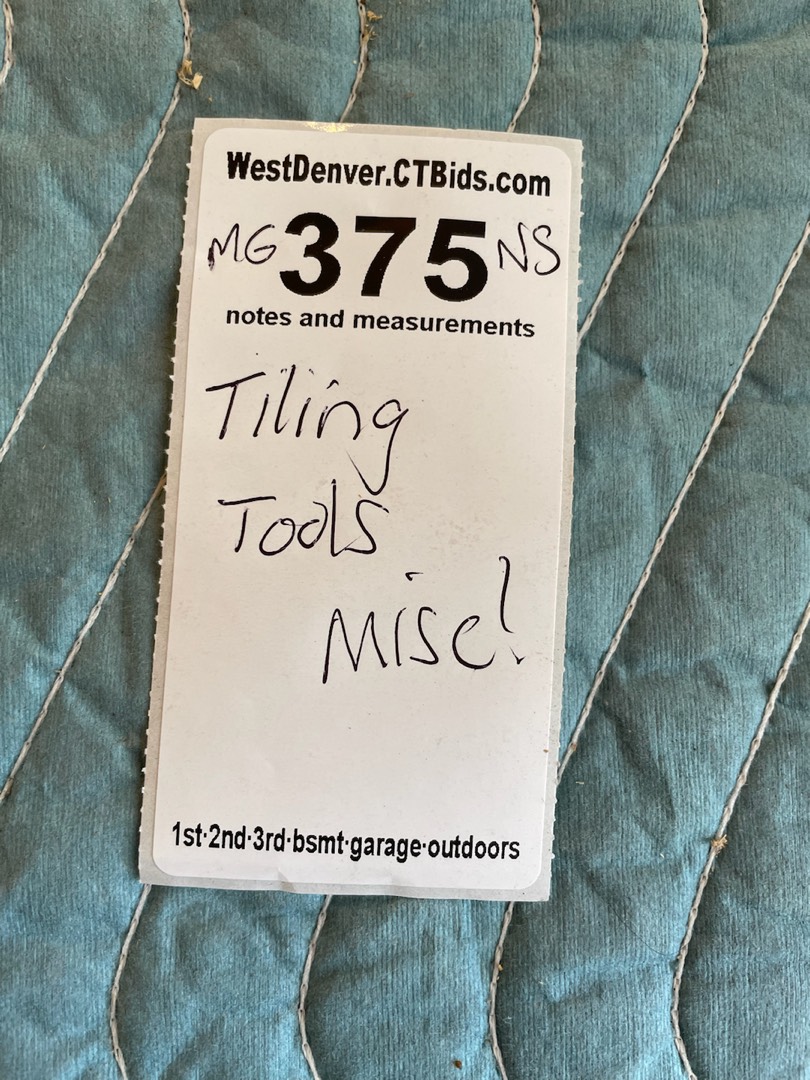 WestDenver.CTBids.com
MG 375 NS
notes and measurements
Tiling
Tools
Misc!
1st·2nd·3rd·bsmt·garage·outdoors